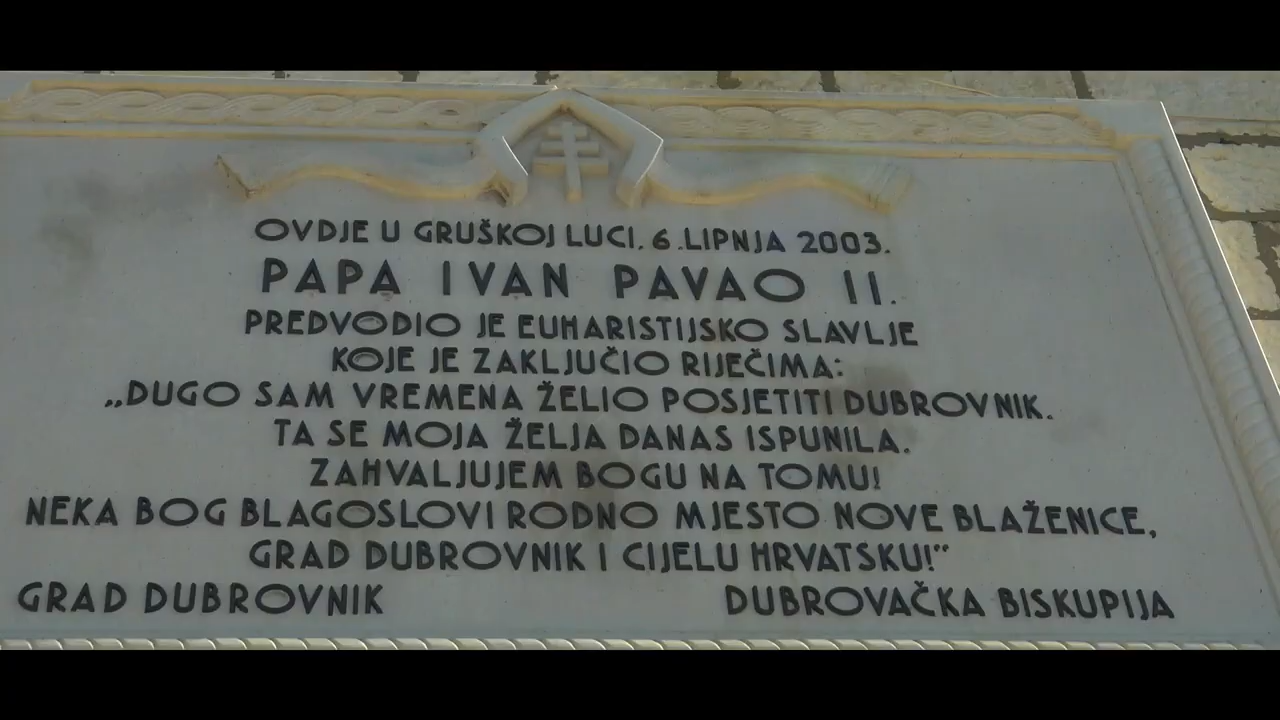 OVDJE U GRUŠKOJ LUCI, 6.LIPNJA 2003.
PAPA IVAN PAVAO II.
PREDVODIO JE EUHARISTIJSKO SLAVLJE
KOJE JE ZAKLJUČIO RIJEČIMA:
„DUGO SAM VREMENA ŽELIO POSJETITI DUBROVNIK.
TA SE MOJA ŽELJA DANAS ISPUNILA.
ZAHVALJUJEM BOGU NA TOMU!
NEKA BOG BLAGOSLOVI RODNO MJESTO NOVE BLAŽENICE,
GRAD DUBROVNIK I CIJELU HRVATSKU!”
GRAD DUBROVNIK DUBROVAČKA BISKUPIJA